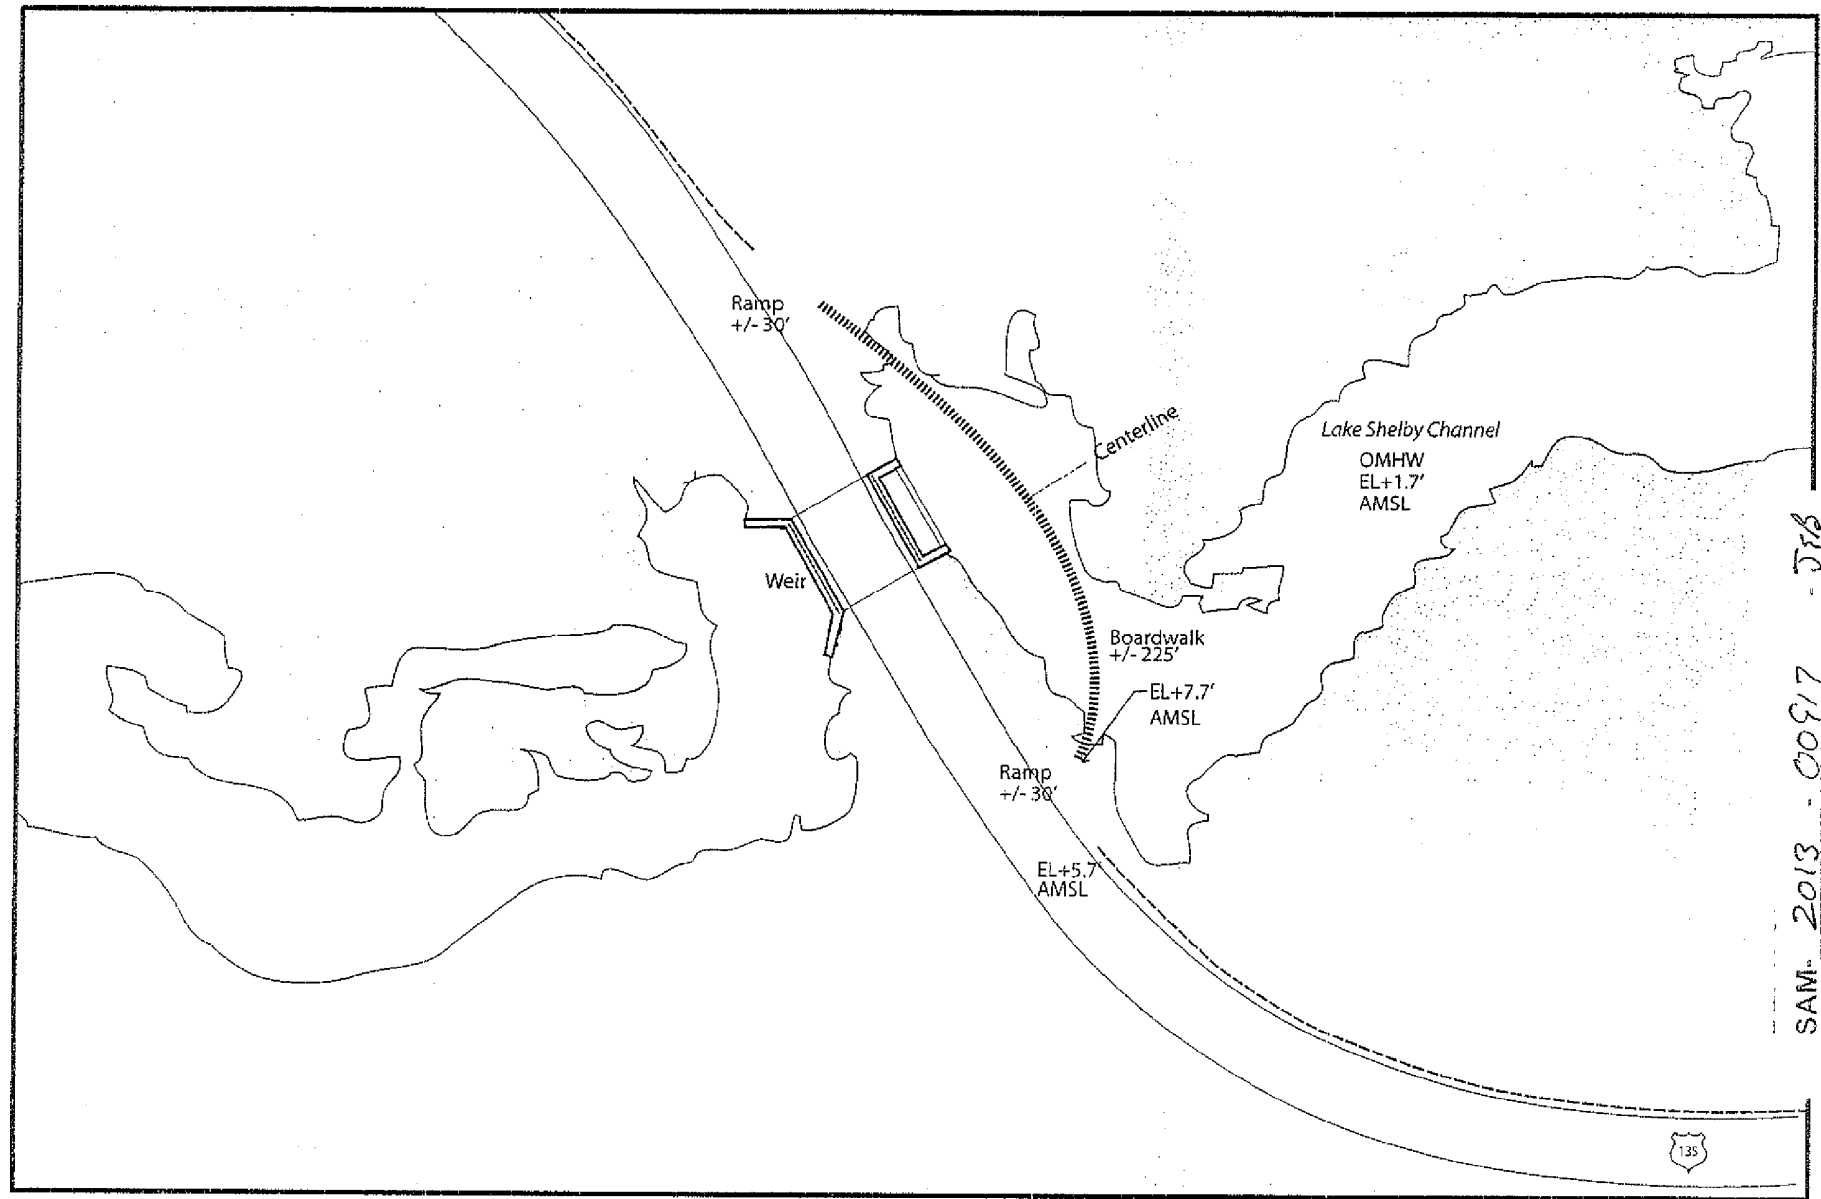 Ramp
+/- 30'
Centerline
Lake Shelby Channel
OMHW
EL+1.7'
AMSL
Weir
Boardwalk
+/- 225'
EL+7.7'
AMSL
Ramp
+/- 30'
EL+5.7'
AMSL
135
SAM- 2013 - 00917 - JFB